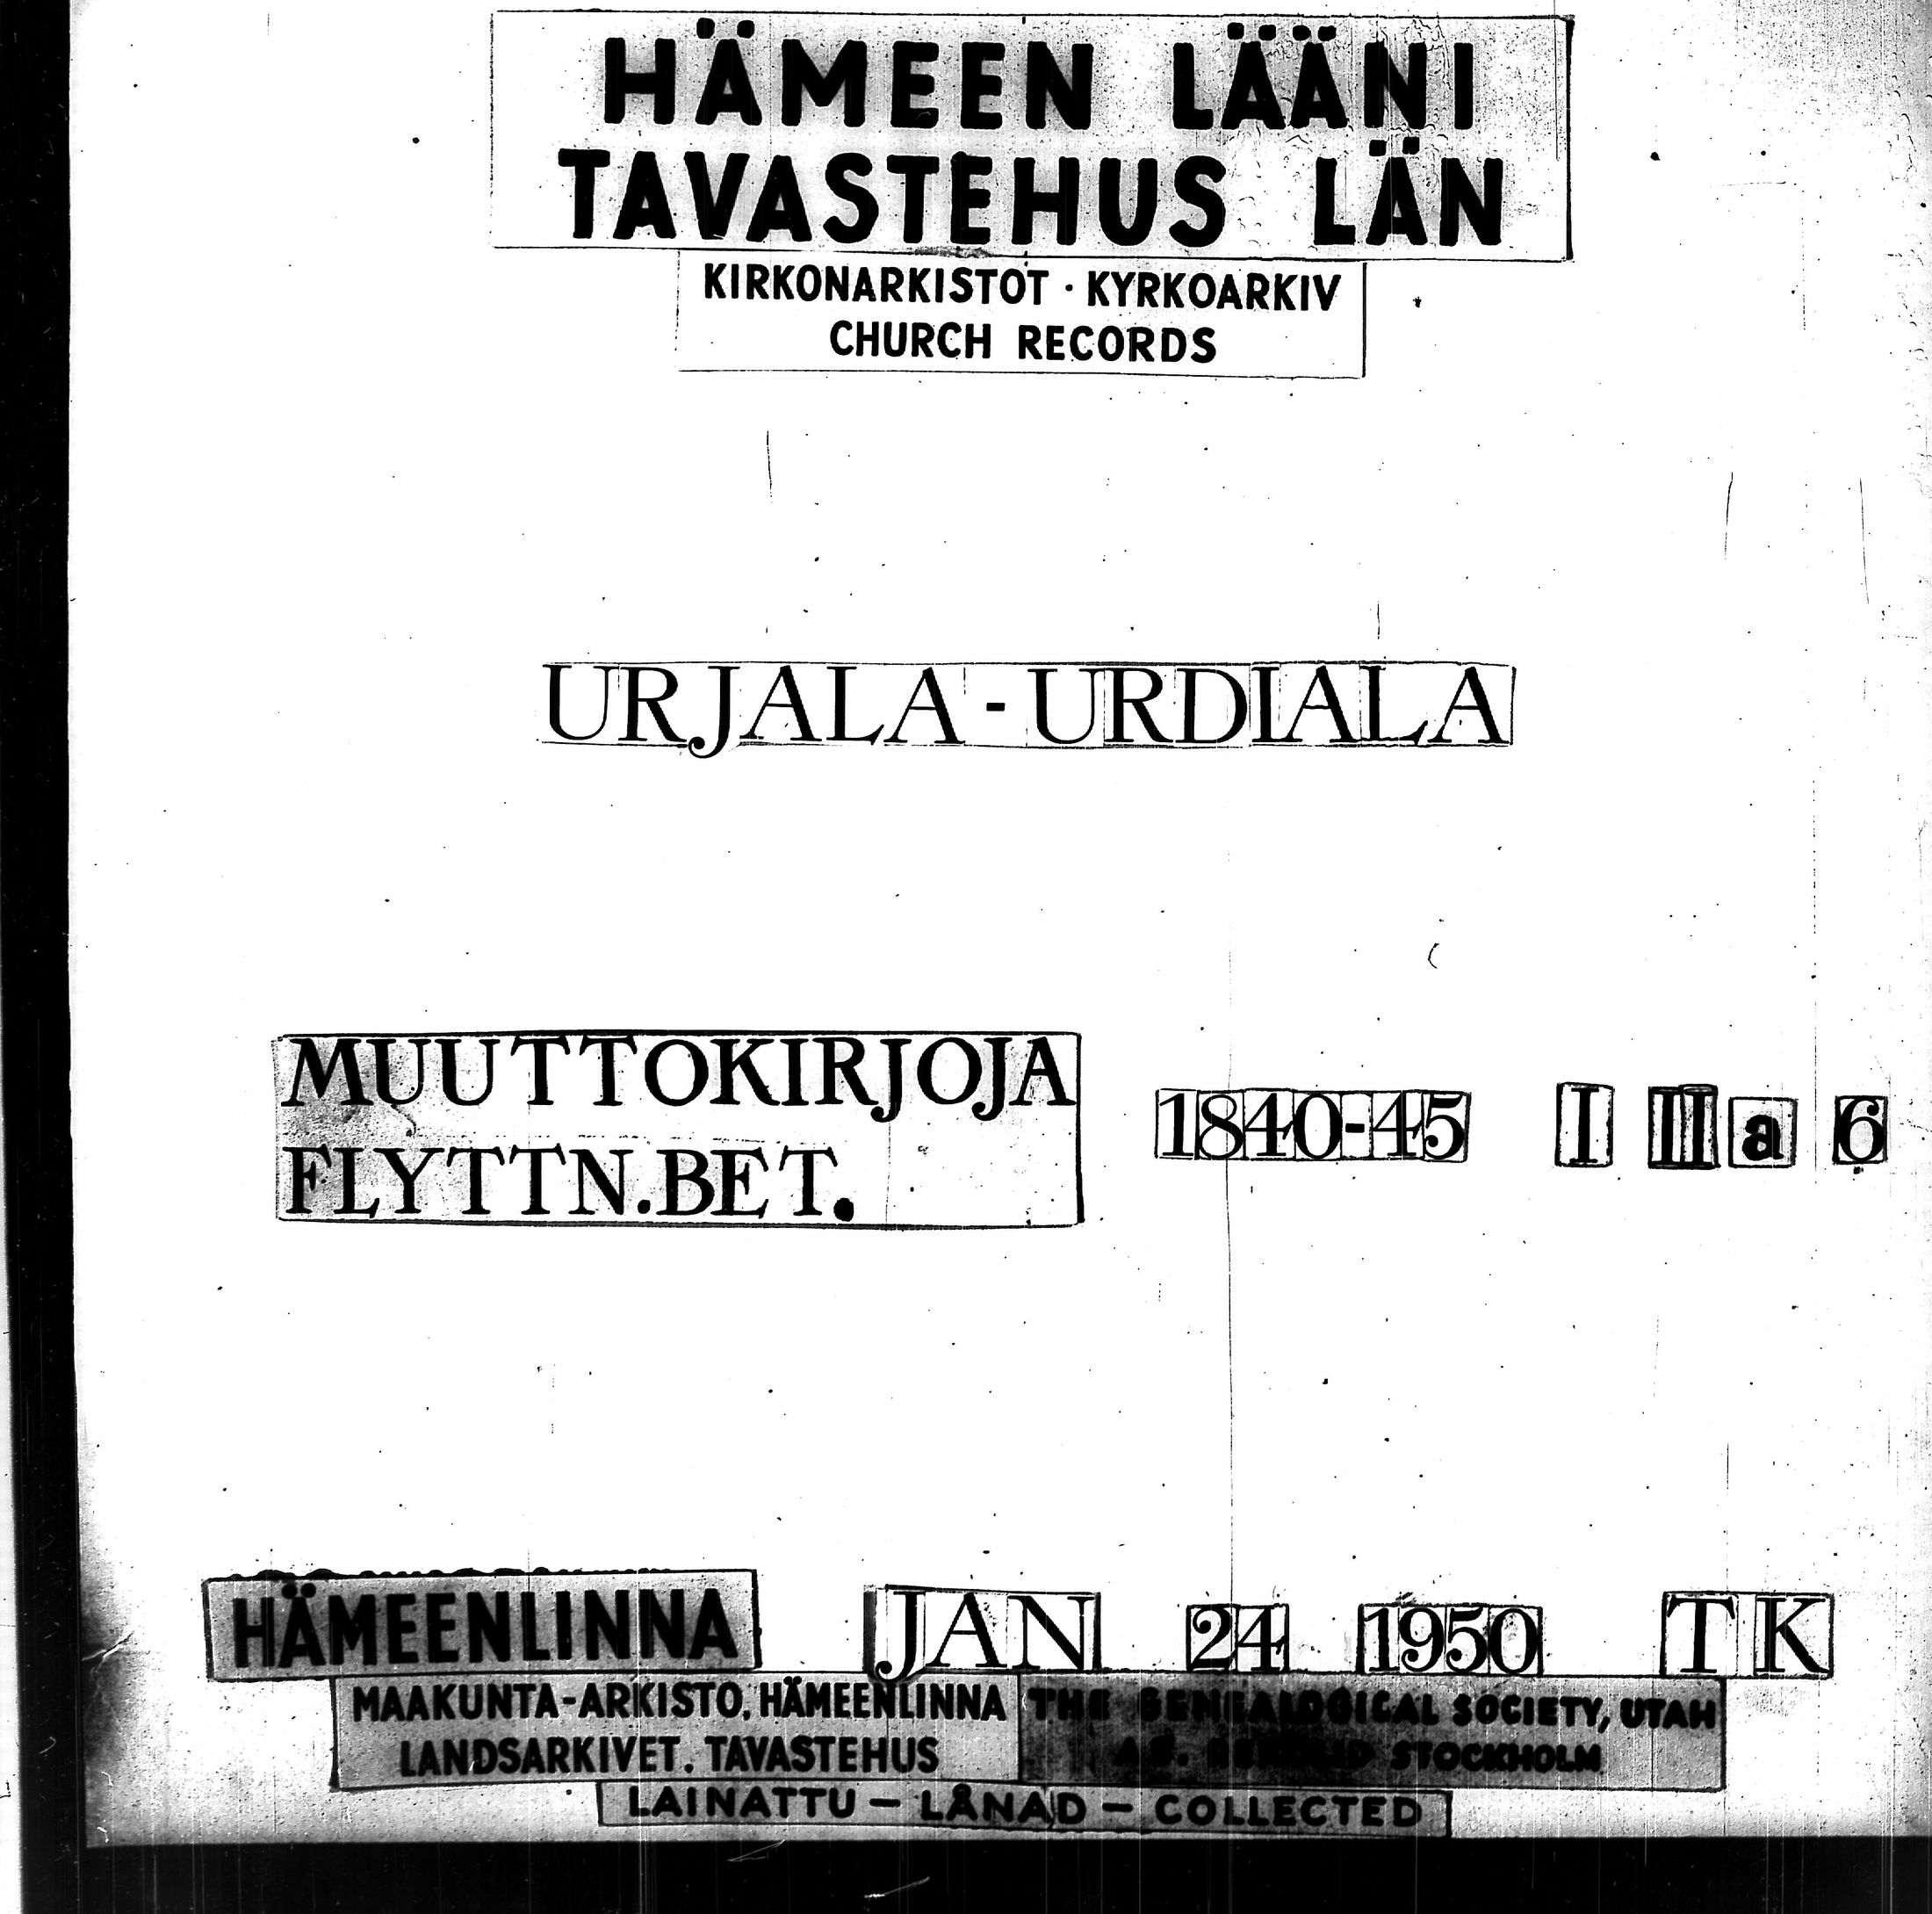 HÄMEEN LÄÄNI
TAVASTEHUS LÄN
KIRKONARKISTOT · KYRKOARKIV
CHURCH RECORDS
URJALA - URDIALA
MUUTTOKIRJOJA
FLYTTN.BET.
1840-45 I II a 6
HÄMEENLINNA JAN 24 1950 TK
MAAKUNTA-ARKISTO, HÄMEENLINNA
LANDSARKIVET, TAVASTEHUS
THE GENEALOGICAL SOCIETY, UTAH
STOCKHOLM
LAINATTU – LÅNAD – COLLECTED